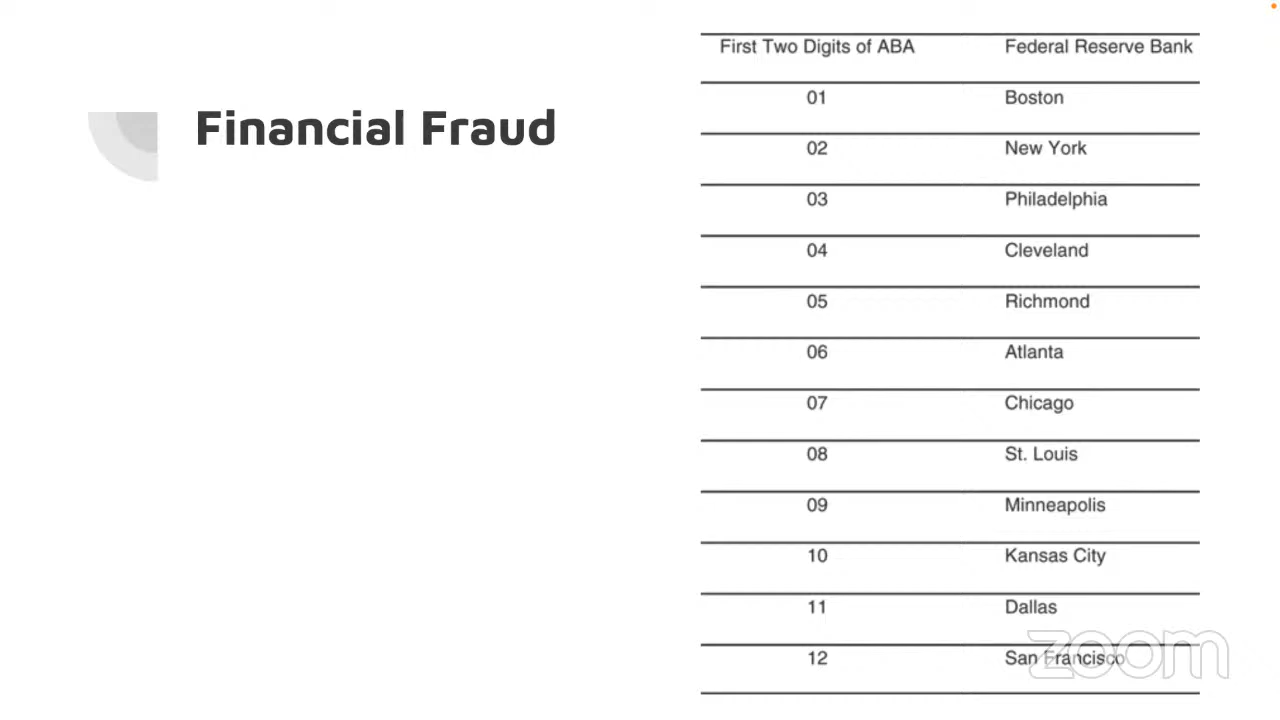 Financial Fraud
First Two Digits of ABA Federal Reserve Bank
01 Boston
02 New York
03 Philadelphia
04 Cleveland
05 Richmond
06 Atlanta
07 Chicago
08 St. Louis
09 Minneapolis
10 Kansas City
11 Dallas
12 San Francisco
zoom